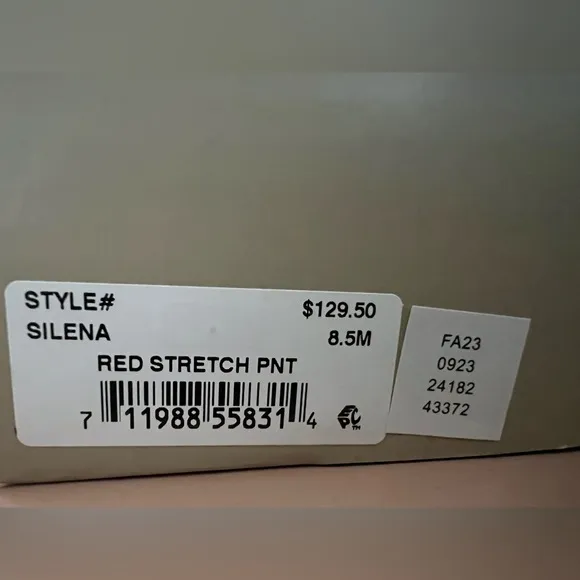 STYLE# $129.50
SILENA 8.5M
RED STRETCH PNT
7 11988 55831 4
FA23
0923
24182
43372